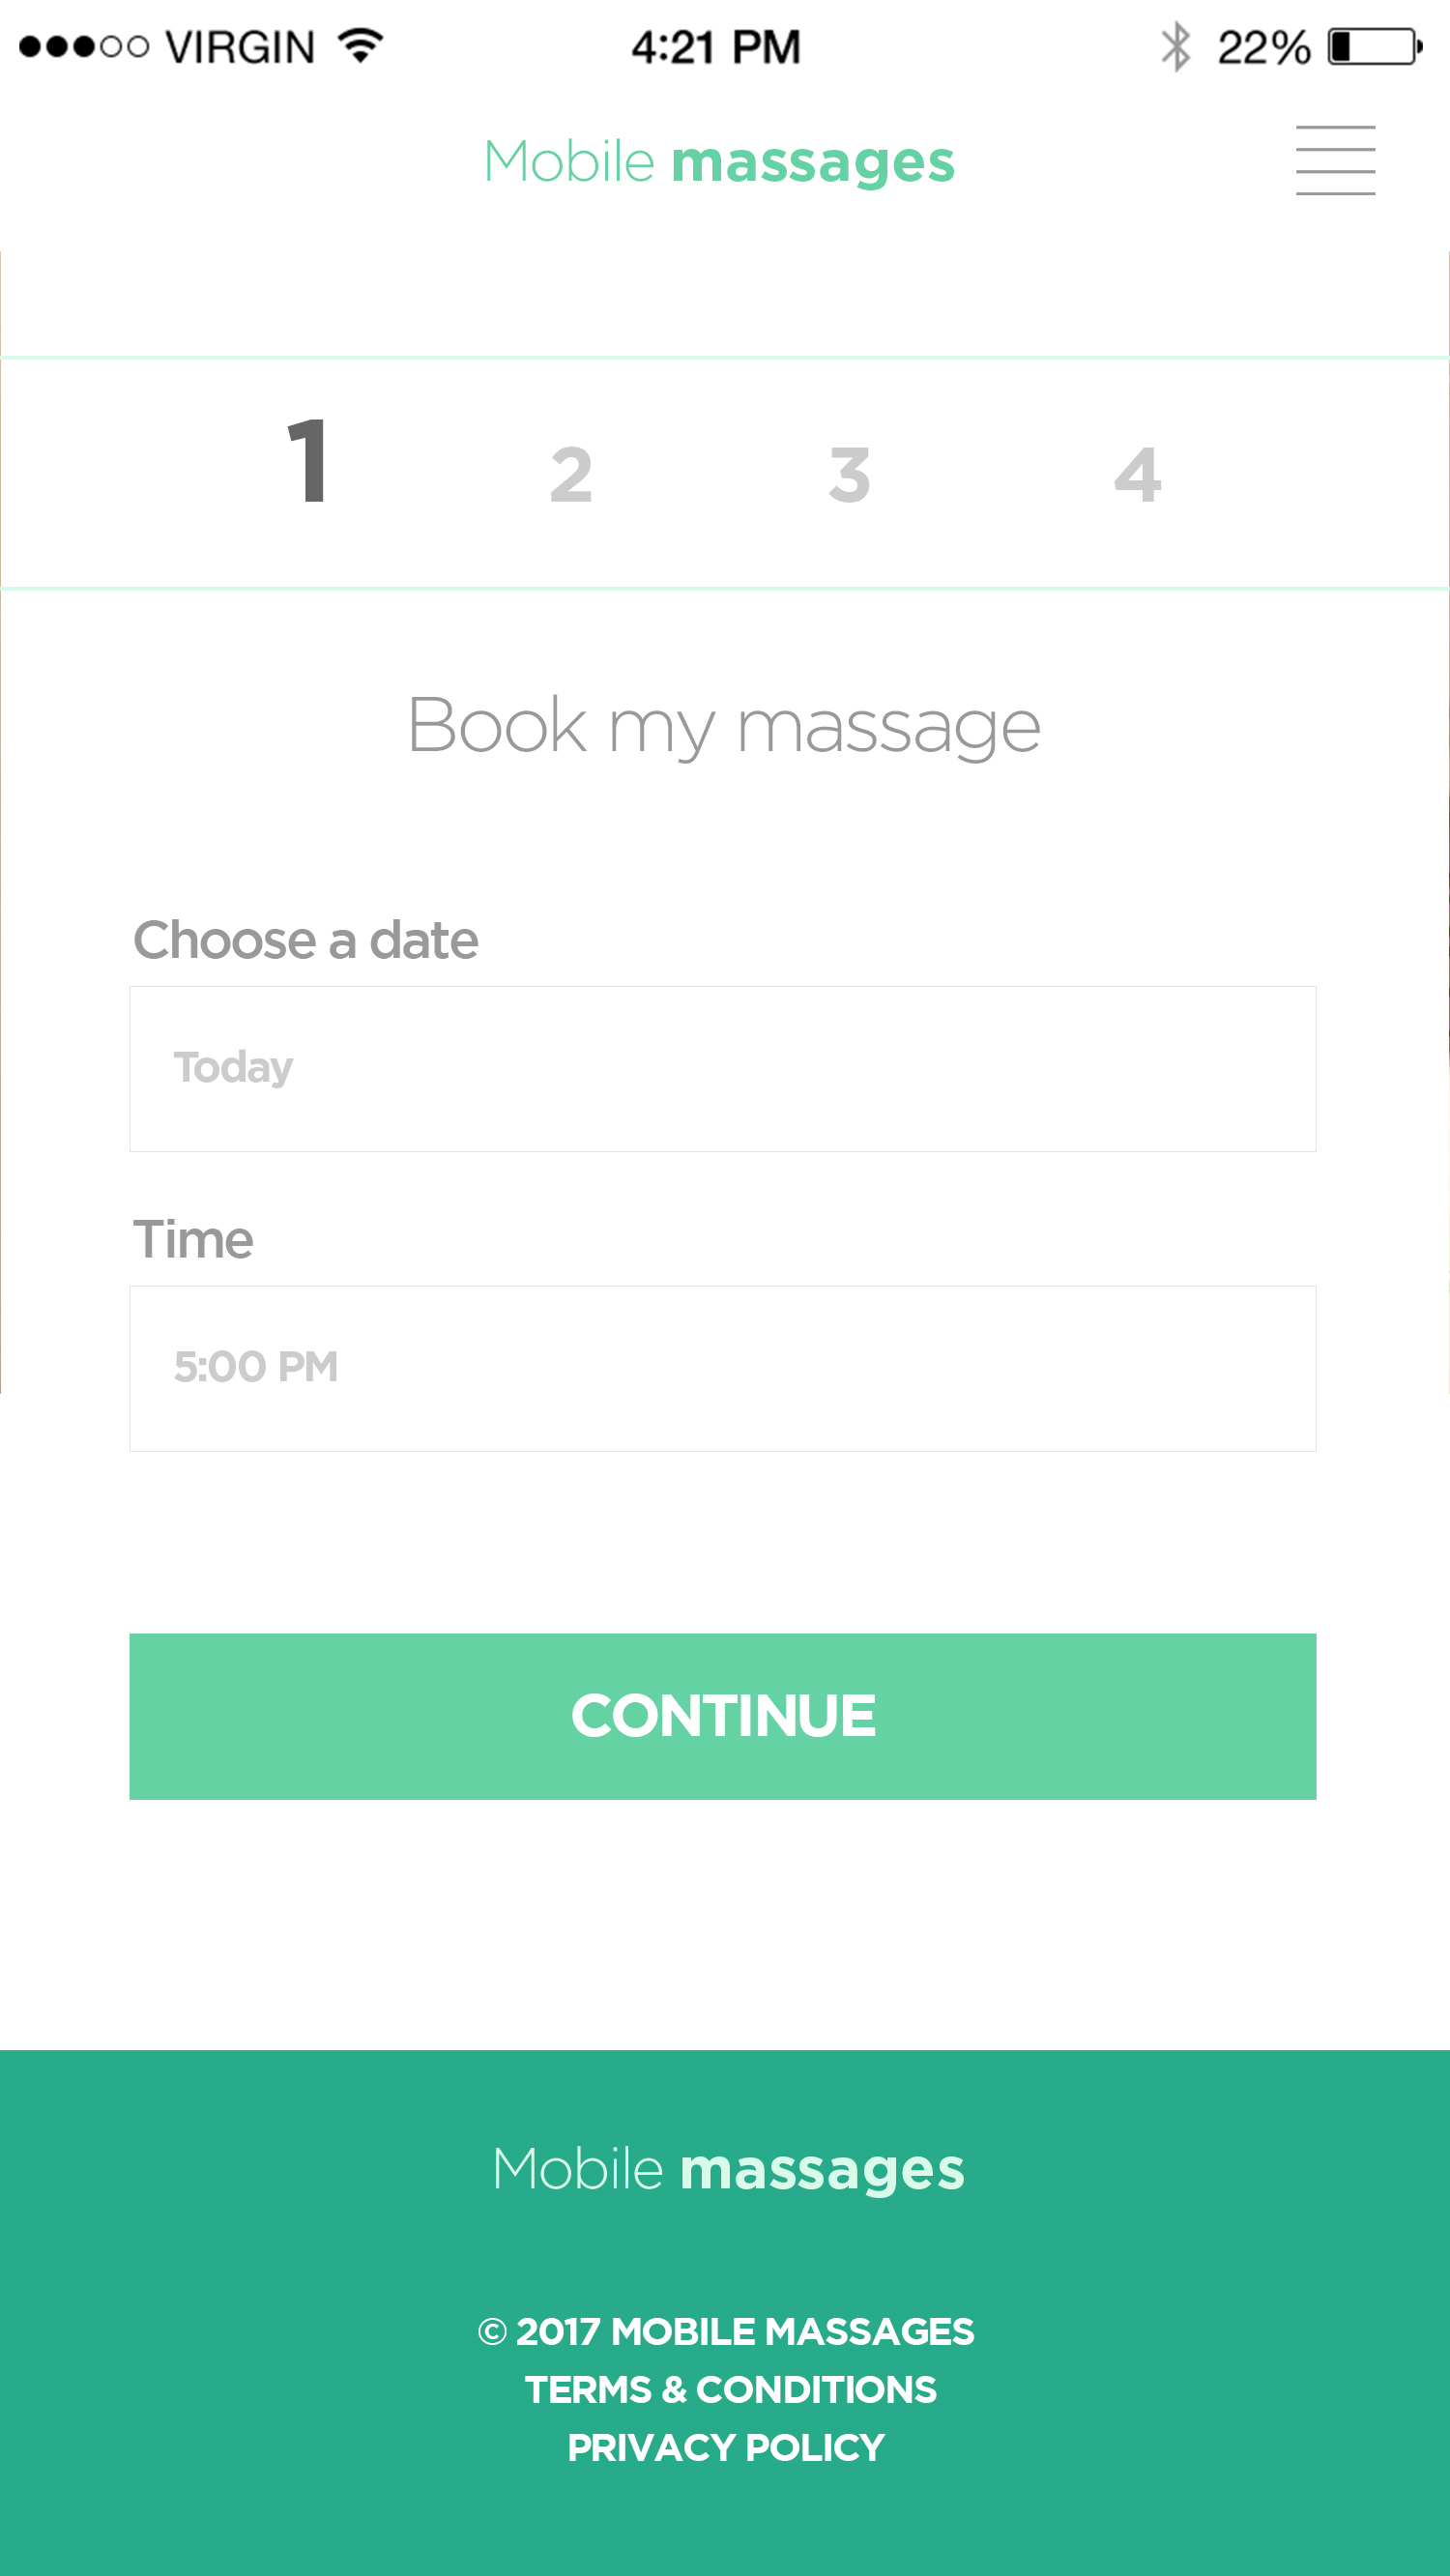 VIRGIN 4:21 PM 22%
Mobile massages
1 2 3 4
Book my massage
Choose a date
Today
Time
5:00 PM
CONTINUE
Mobile massages
© 2017 MOBILE MASSAGES
TERMS & CONDITIONS
PRIVACY POLICY